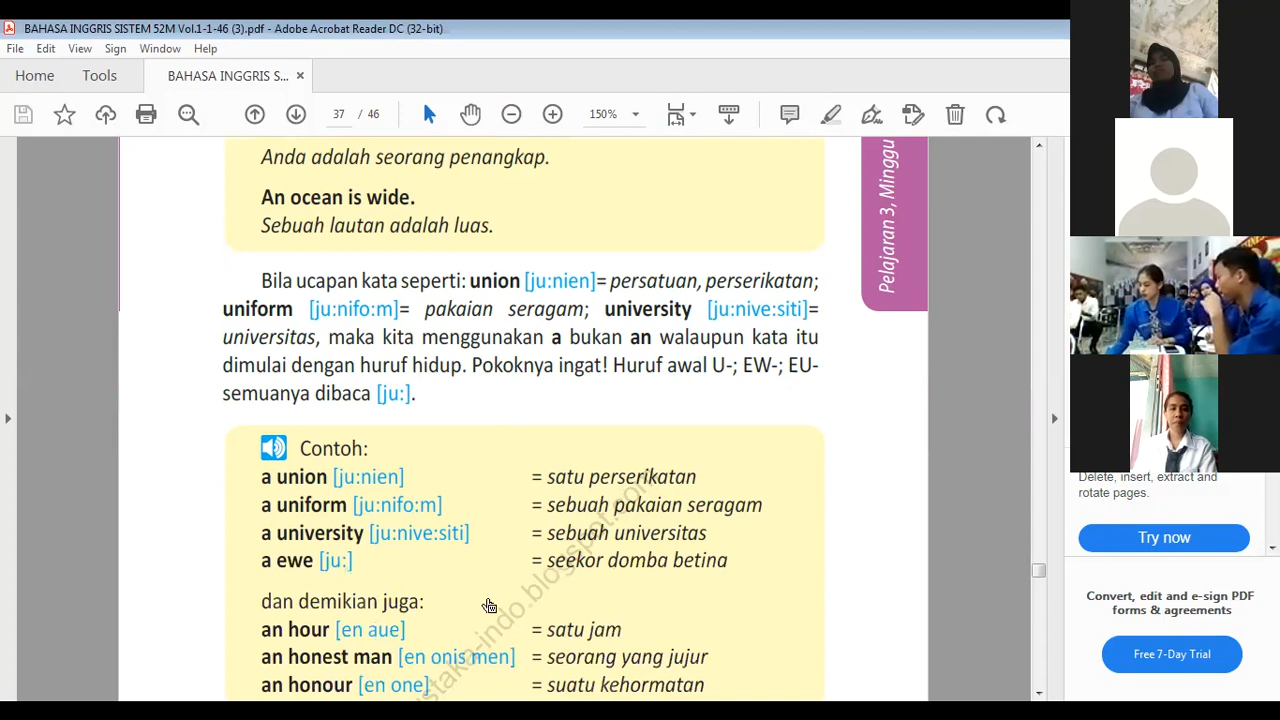 BAHASA INGGRIS SISTEM 52M Vol.1-1-46 (3).pdf - Adobe Acrobat Reader DC (32-bit)
File Edit View Sign Window Help
Home Tools BAHASA INGGRIS S... ×
37 / 46 150%
Anda adalah seorang penangkap.
An ocean is wide.
Sebuah lautan adalah luas.
Pelajaran 3, Minggu
Bila ucapan kata seperti: union [ju:nien]= persatuan, perserikatan;
uniform [ju:nifo:m]= pakaian seragam; university [ju:nive:siti]=
universitas, maka kita menggunakan a bukan an walaupun kata itu
dimulai dengan huruf hidup. Pokoknya ingat! Huruf awal U-; EW-; EU-
semuanya dibaca [ju:].
Contoh:
a union [ju:nien] = satu perserikatan
a uniform [ju:nifo:m] = sebuah pakaian seragam
a university [ju:nive:siti] = sebuah universitas
a ewe [ju:] = seekor domba betina
dan demikian juga:
an hour [en aue] = satu jam
an honest man [en onis men] = seorang yang jujur
an honour [en one] = suatu kehormatan
ustaka-indo.blogspot.com
Delete, insert, extract and
rotate pages.
Try now
Convert, edit and e-sign PDF
forms & agreements
Free 7-Day Trial